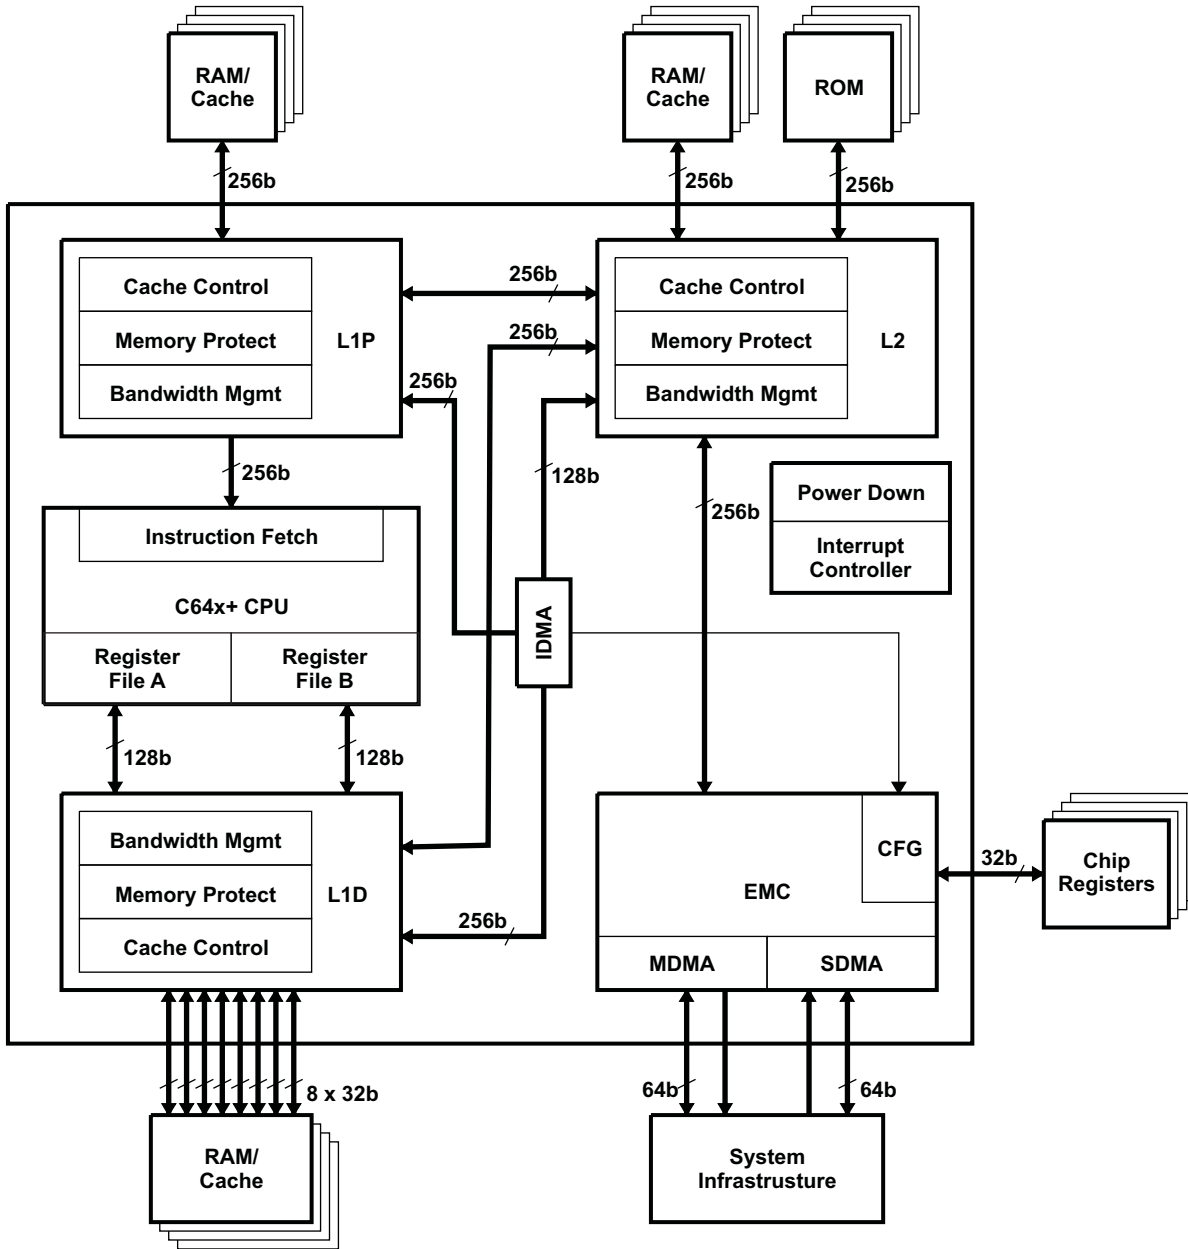 RAM/
Cache
RAM/
Cache
ROM
256b
256b
256b
Cache Control
Memory Protect
Bandwidth Mgmt
L1P
256b
256b
256b
Cache Control
Memory Protect
Bandwidth Mgmt
L2
256b
128b
256b
Power Down
Interrupt
Controller
Instruction Fetch
C64x+ CPU
Register
File A
Register
File B
IDMA
128b
128b
Bandwidth Mgmt
Memory Protect
Cache Control
L1D
256b
EMC
CFG
MDMA
SDMA
32b
Chip
Registers
8 x 32b
64b
64b
RAM/
Cache
System
Infrastrusture